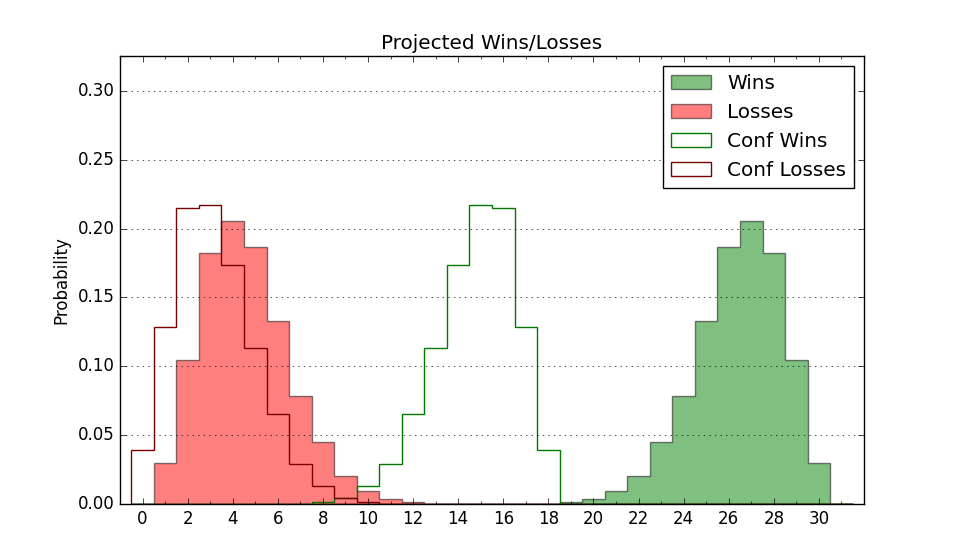 Projected Wins/Losses
Probability
0.30
0.25
0.20
0.15
0.10
0.05
0.00
0 2 4 6 8 10 12 14 16 18 20 22 24 26 28 30
Wins
Losses
Conf Wins
Conf Losses